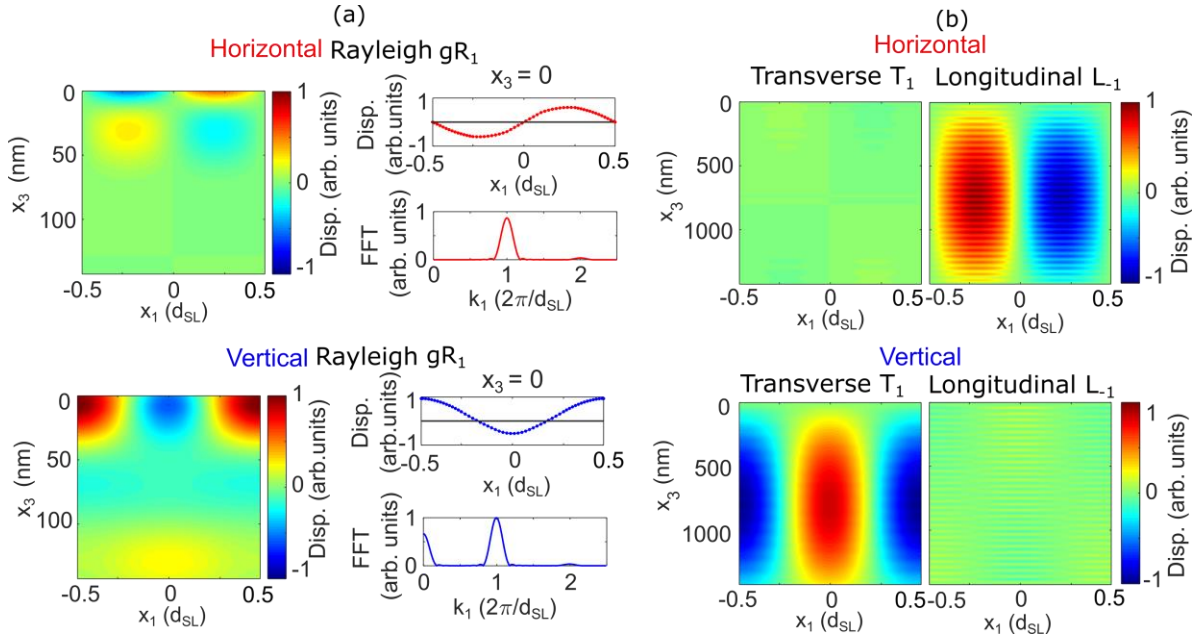 (a)
Horizontal Rayleigh gR1
x3 = 0
0
50
100
x3 (nm)
-0.5 0 0.5
x1 (dSL)
1
0
-1
Disp. (arb. units)
1
-1
Disp. (arb.units)
-0.5 0 0.5
x1 (dSL)
1
0
FFT (arb. units)
0 1 2
k1 (2π/dSL)
Vertical Rayleigh gR1
x3 = 0
0
50
100
x3 (nm)
-0.5 0 0.5
x1 (dSL)
1
0
-1
Disp. (arb.units)
1
-1
Disp. (arb.units)
-0.5 0 0.5
x1 (dSL)
1
0
FFT (arb. units)
0 1 2
k1 (2π/dSL)
(b)
Horizontal
Transverse T1 Longitudinal L-1
0
500
1000
x3 (nm)
-0.5 0 0.5
x1 (dSL)
-0.5 0 0.5
x1 (dSL)
1
0
-1
Disp. (arb. units)
Vertical
Transverse T1 Longitudinal L-1
0
500
1000
x3 (nm)
-0.5 0 0.5
x1 (dSL)
-0.5 0 0.5
x1 (dSL)
1
0
-1
Disp. (arb. units)